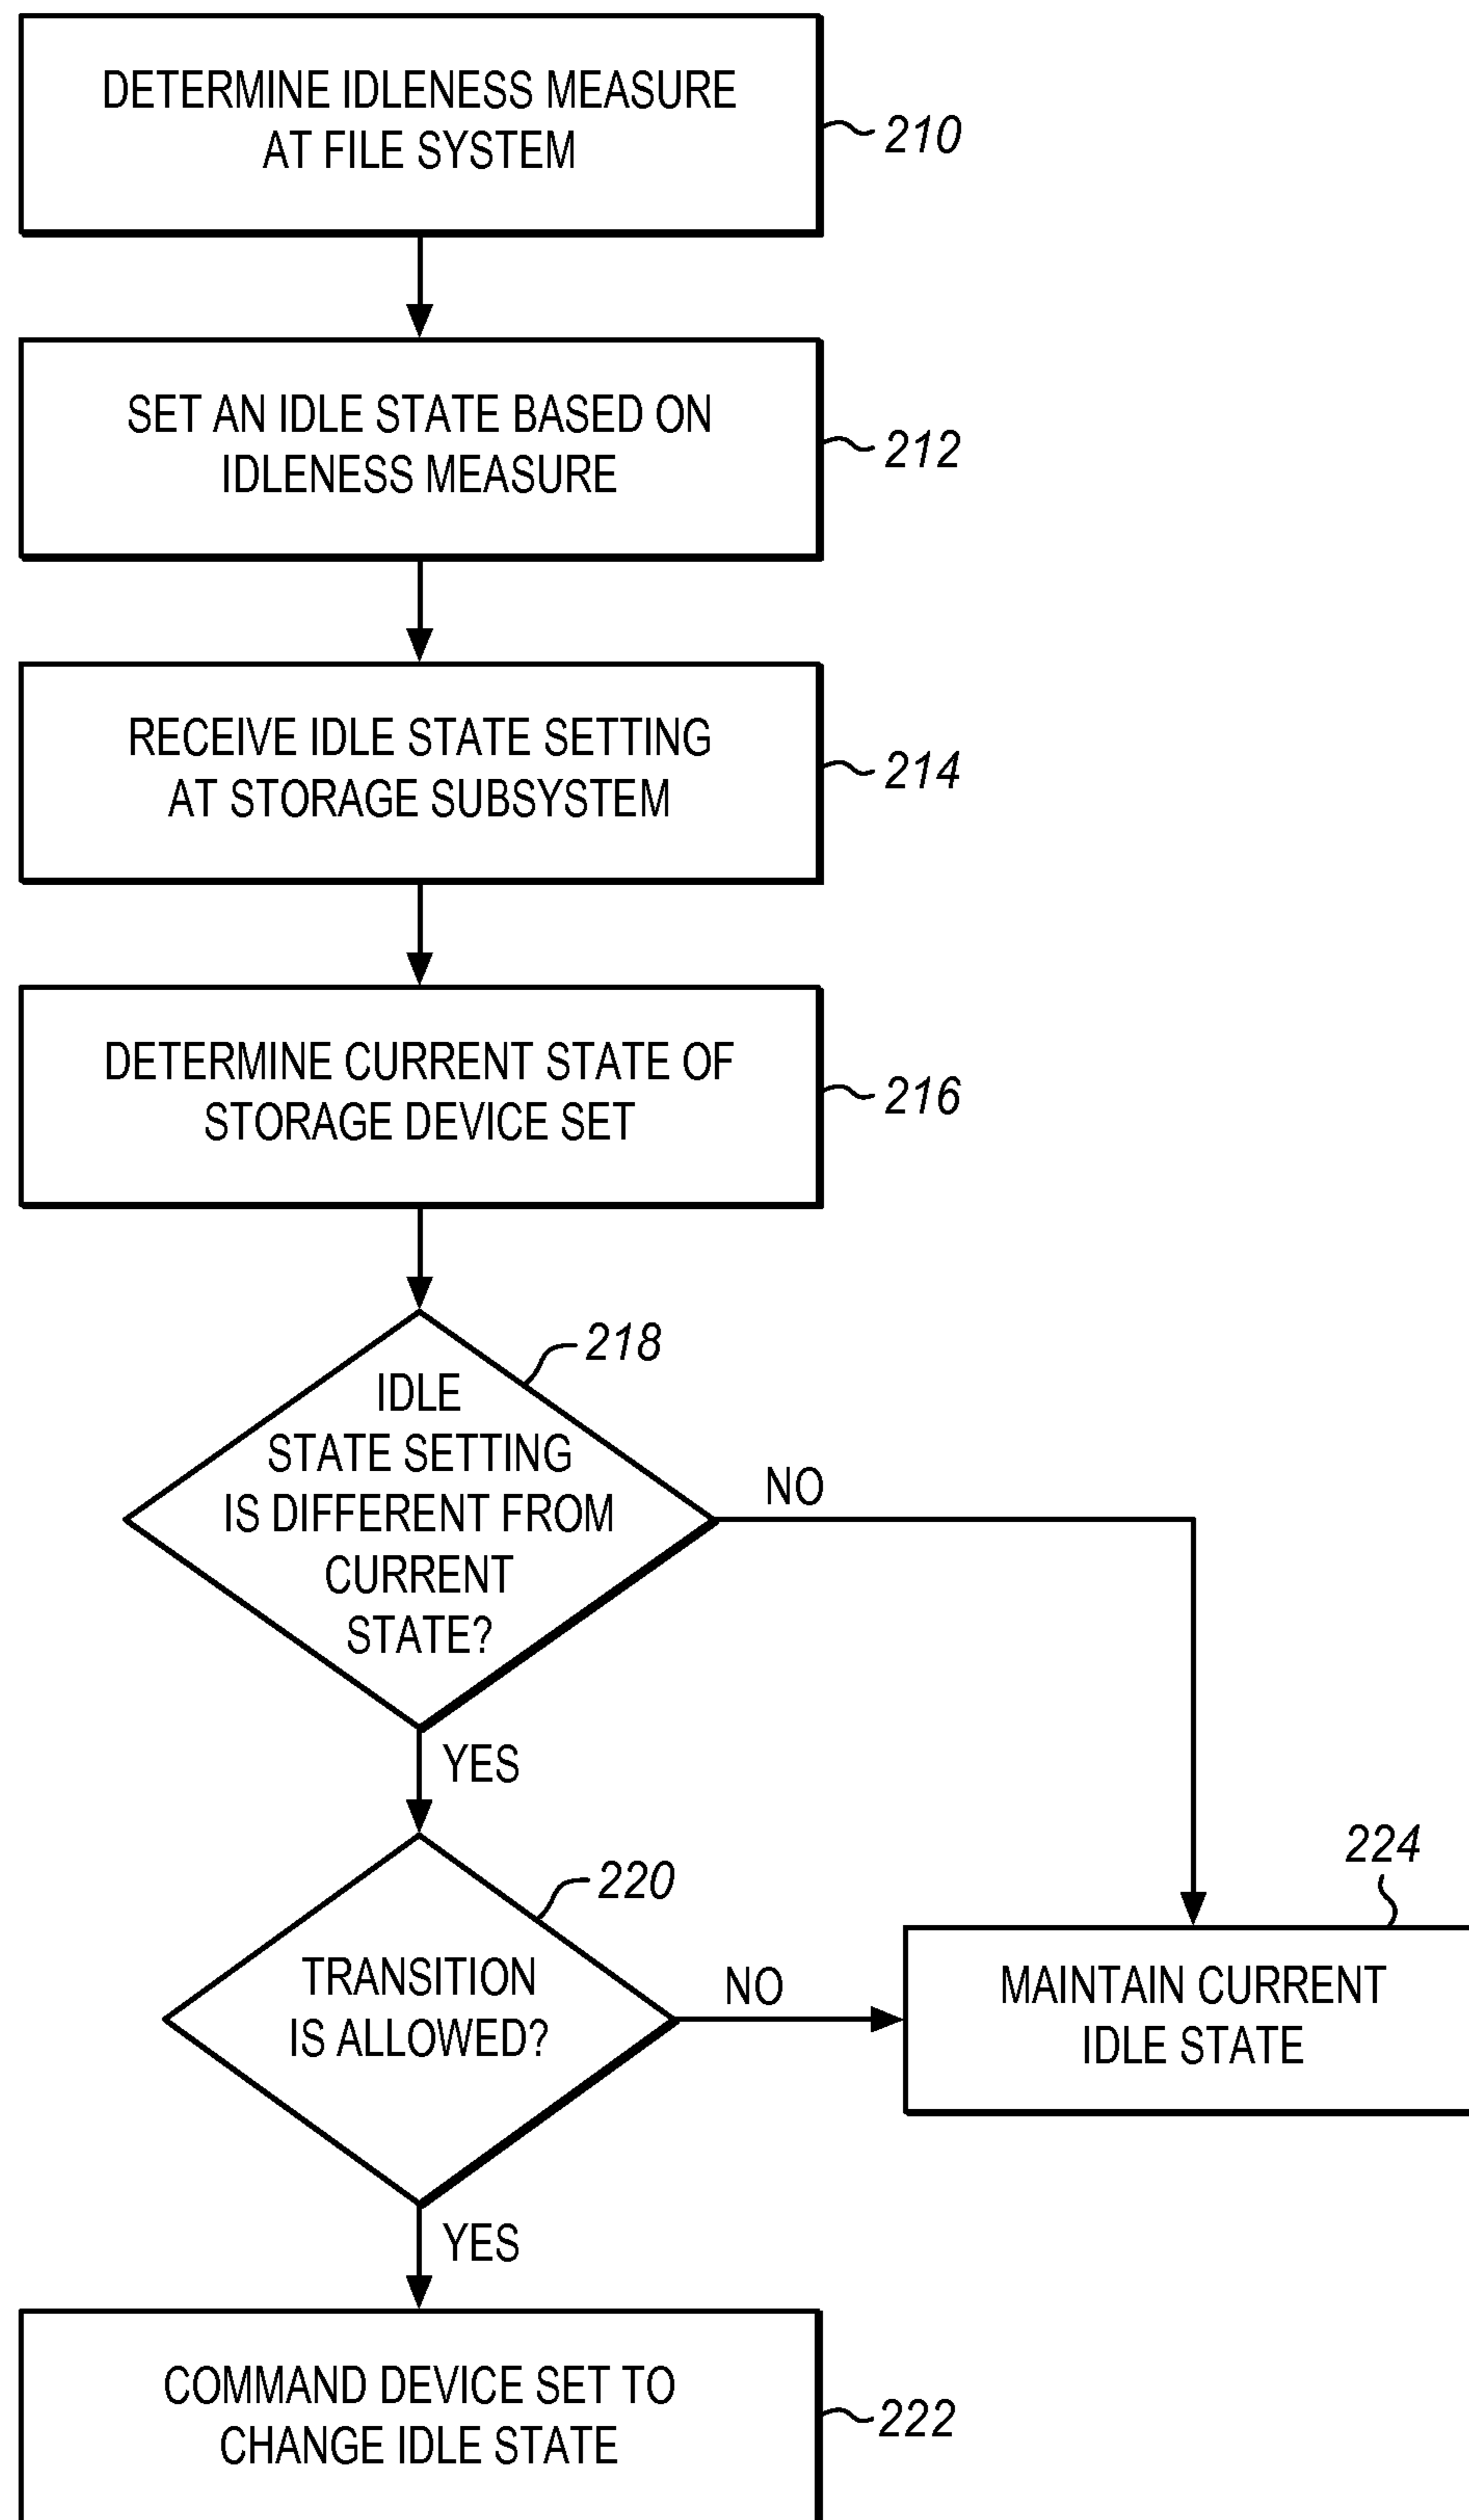 DETERMINE IDLENESS MEASURE
AT FILE SYSTEM
210
SET AN IDLE STATE BASED ON
IDLENESS MEASURE
212
RECEIVE IDLE STATE SETTING
AT STORAGE SUBSYSTEM
214
DETERMINE CURRENT STATE OF
STORAGE DEVICE SET
216
218
IDLE
STATE SETTING
IS DIFFERENT FROM
CURRENT
STATE?
NO
YES
220
TRANSITION
IS ALLOWED?
NO
224
MAINTAIN CURRENT
IDLE STATE
YES
COMMAND DEVICE SET TO
CHANGE IDLE STATE
222